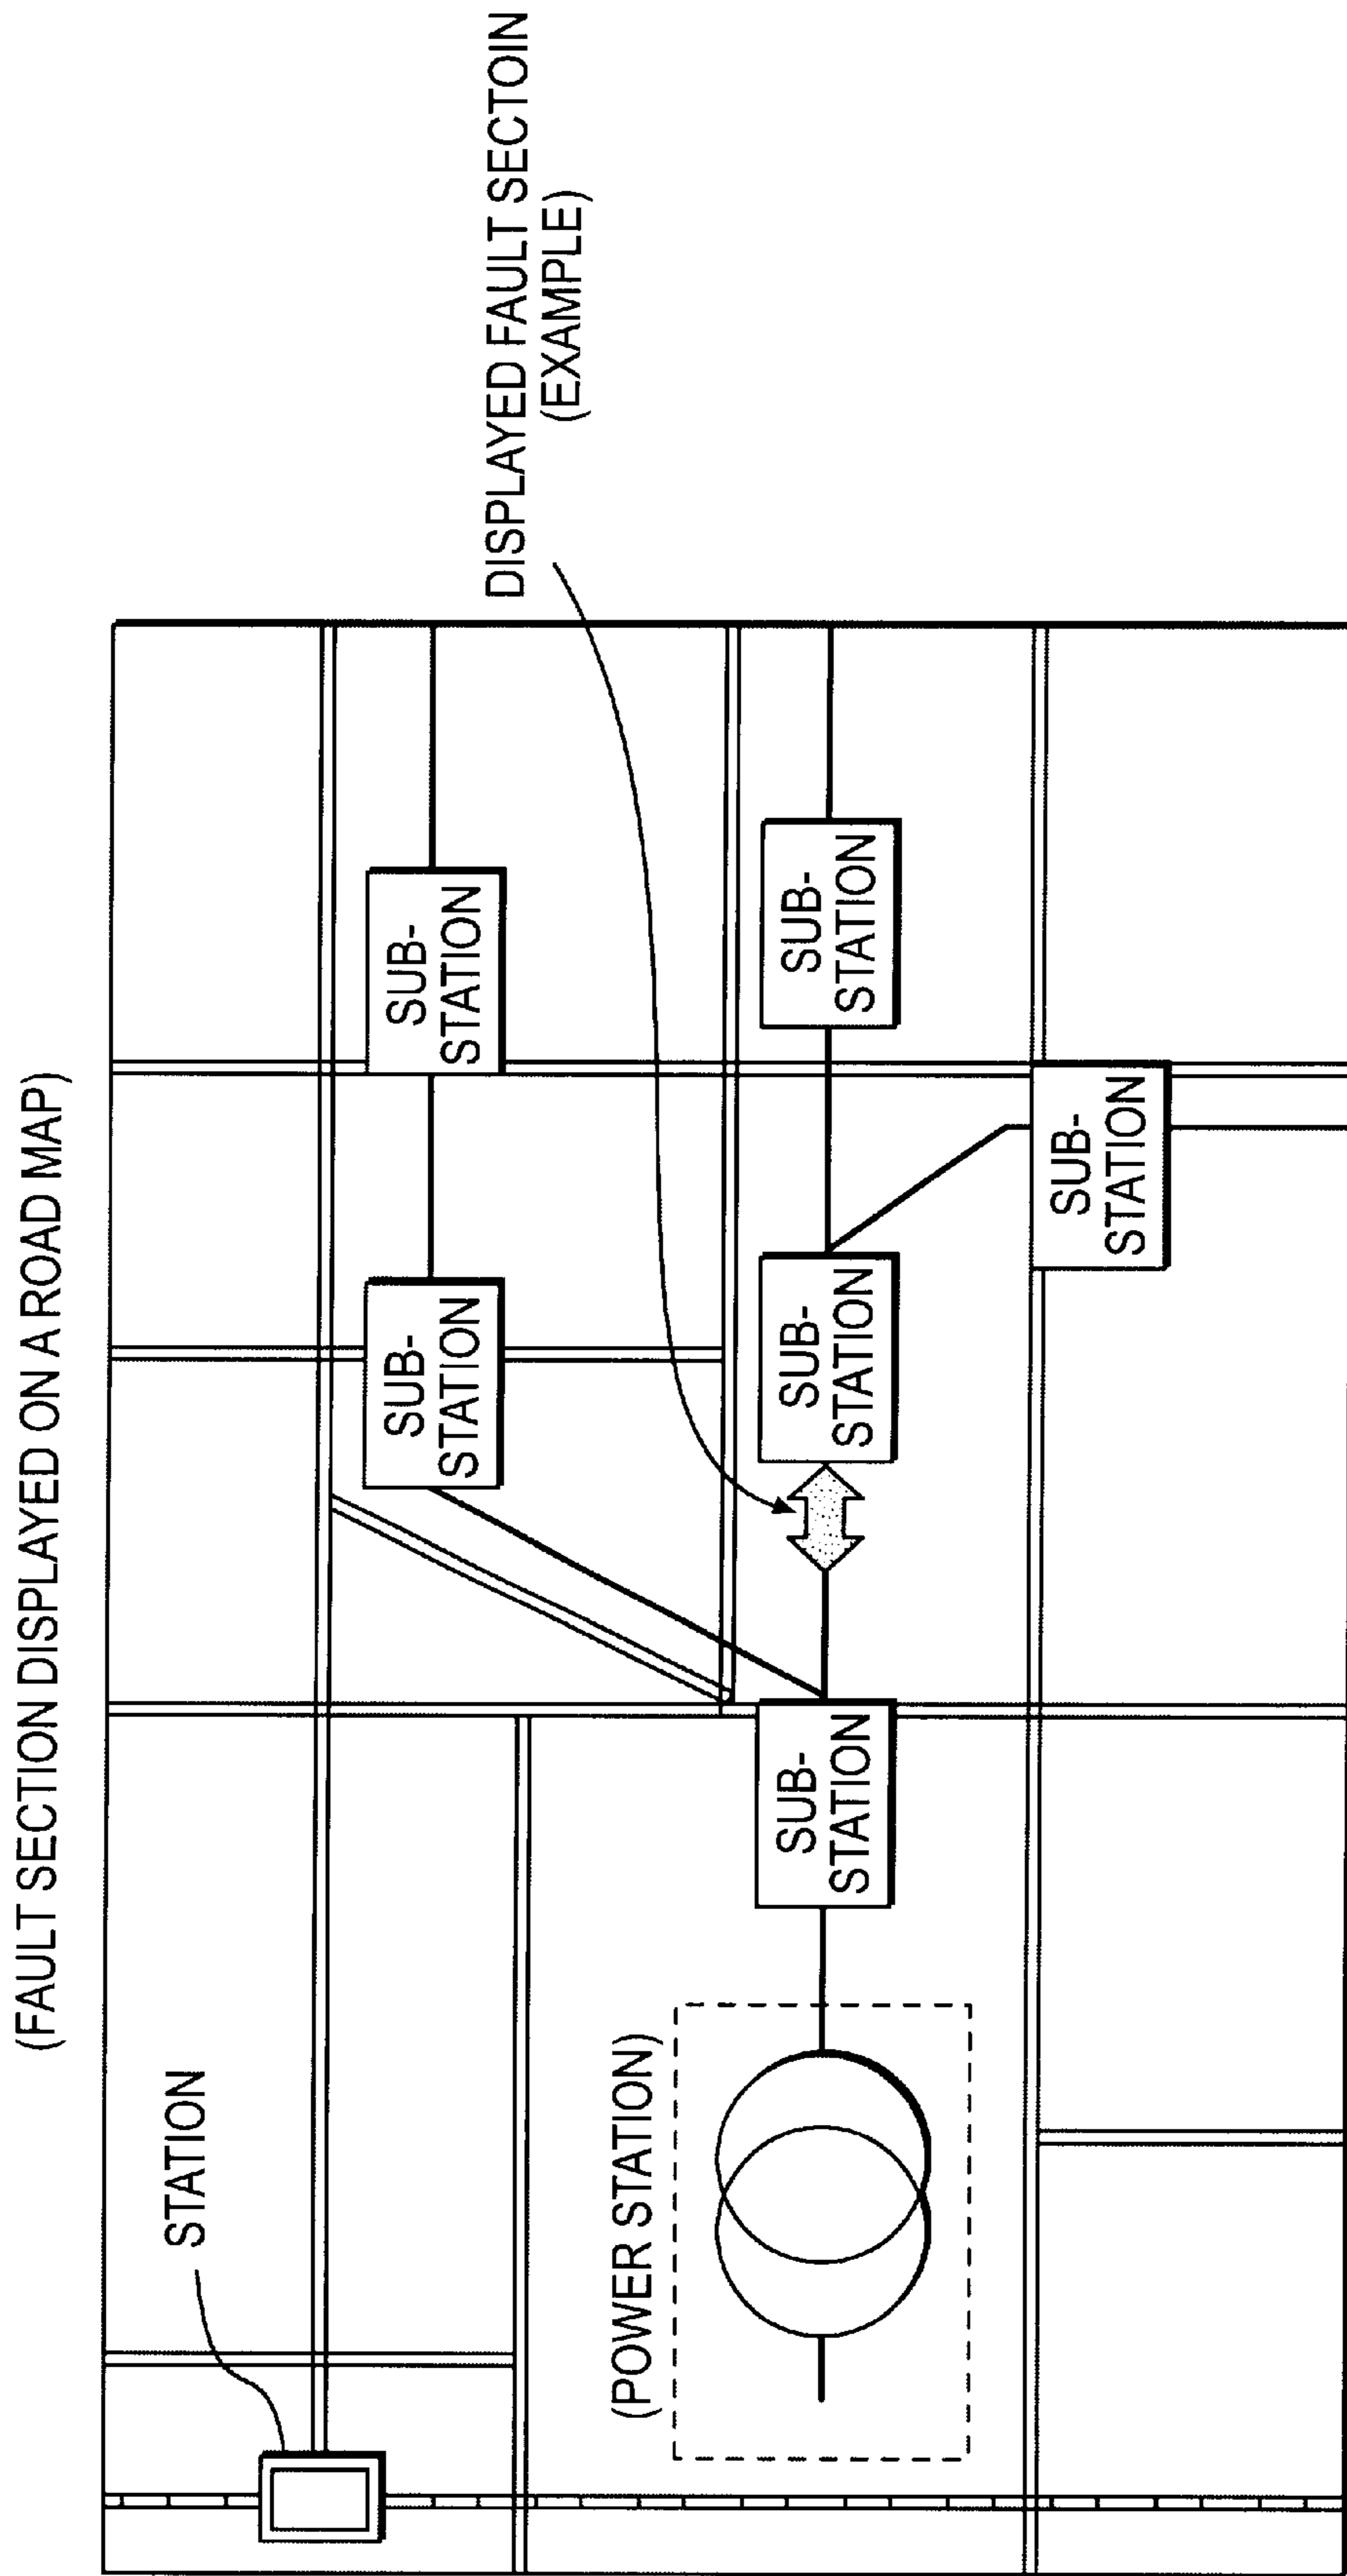 (FAULT SECTION DISPLAYED ON A ROAD MAP)
STATION
DISPLAYED FAULT SECTOIN
(EXAMPLE)
SUB-
STATION
SUB-
STATION
(POWER STATION)
SUB-
STATION
SUB-
STATION
SUB-
STATION
SUB-
STATION